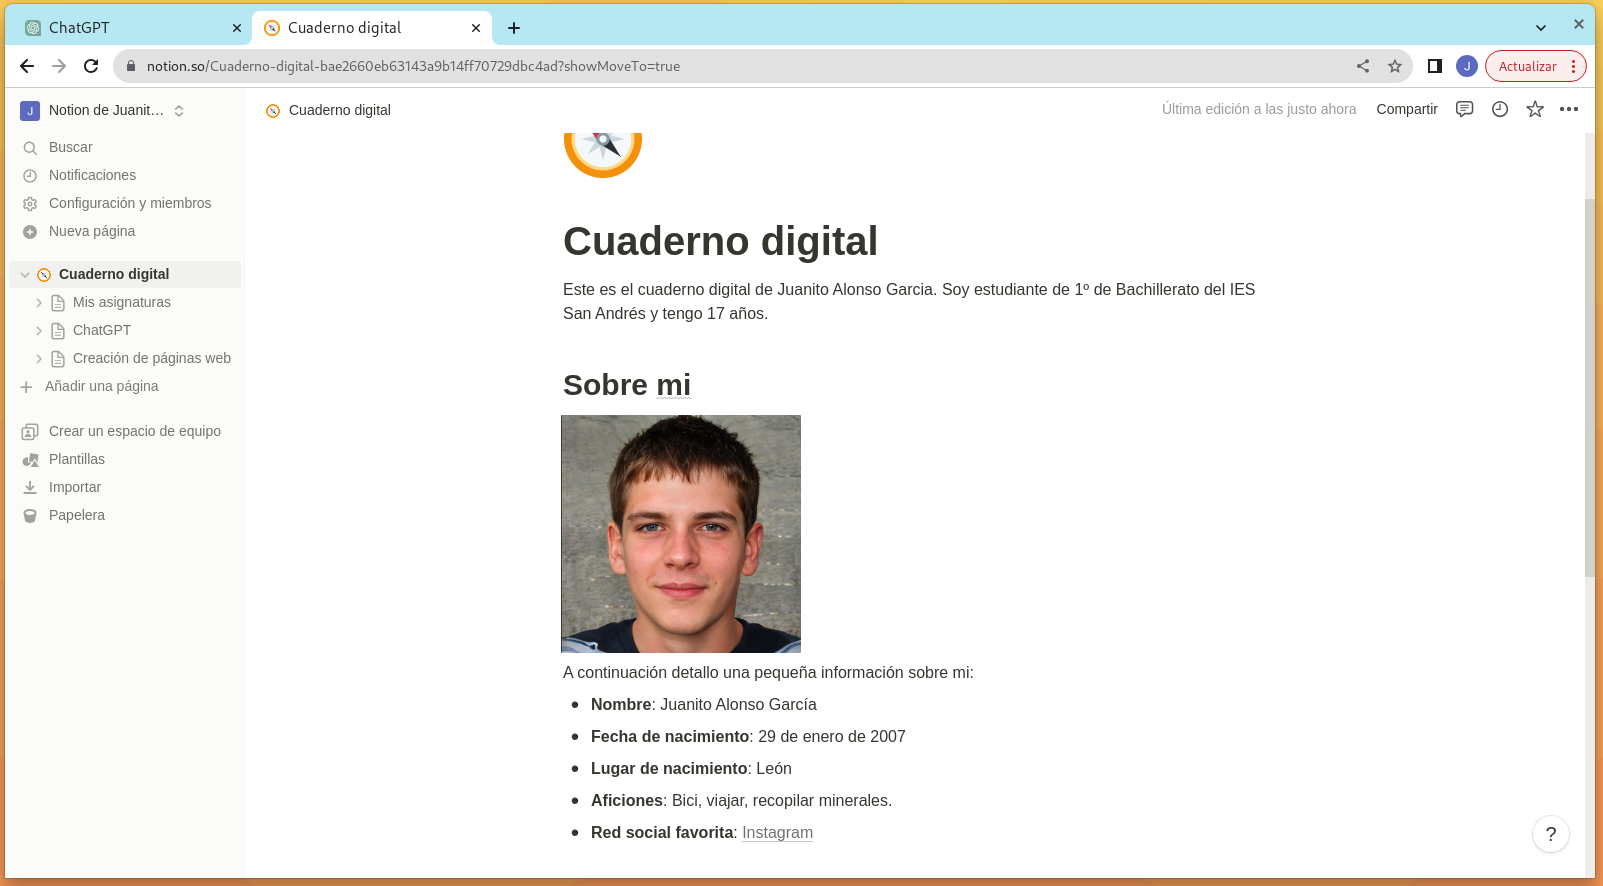 ChatGPT
Cuaderno digital
notion.so/Cuaderno-digital-bae2660eb63143a9b14ff70729dbc4ad?showMoveTo=true
J
Actualizar
J
Notion de Juanit…
Cuaderno digital
Última edición a las justo ahora
Compartir
Buscar
Notificaciones
Configuración y miembros
Nueva página
Cuaderno digital
Mis asignaturas
ChatGPT
Creación de páginas web
Añadir una página
Crear un espacio de equipo
Plantillas
Importar
Papelera
Cuaderno digital
Este es el cuaderno digital de Juanito Alonso Garcia. Soy estudiante de 1º de Bachillerato del IES
San Andrés y tengo 17 años.
Sobre mi
A continuación detallo una pequeña información sobre mi:
Nombre: Juanito Alonso García
Fecha de nacimiento: 29 de enero de 2007
Lugar de nacimiento: León
Aficiones: Bici, viajar, recopilar minerales.
Red social favorita: Instagram
?